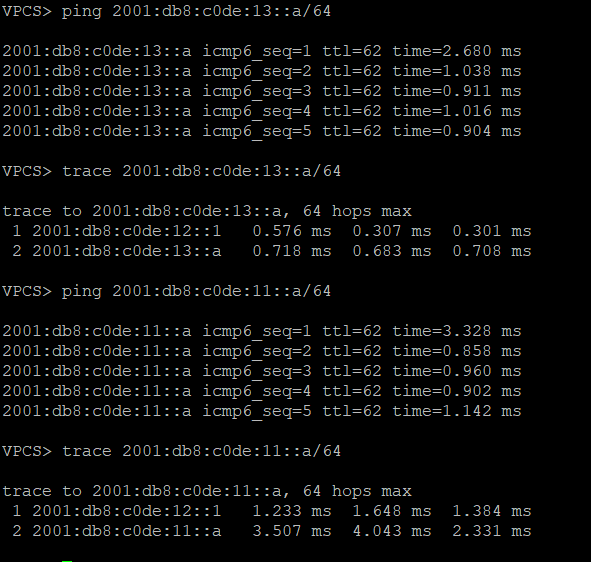 VPCS> ping 2001:db8:c0de:13::a/64
2001:db8:c0de:13::a icmp6_seq=1 ttl=62 time=2.680 ms
2001:db8:c0de:13::a icmp6_seq=2 ttl=62 time=1.038 ms
2001:db8:c0de:13::a icmp6_seq=3 ttl=62 time=0.911 ms
2001:db8:c0de:13::a icmp6_seq=4 ttl=62 time=1.016 ms
2001:db8:c0de:13::a icmp6_seq=5 ttl=62 time=0.904 ms
VPCS> trace 2001:db8:c0de:13::a/64
trace to 2001:db8:c0de:13::a, 64 hops max
1 2001:db8:c0de:12::1 0.576 ms 0.307 ms 0.301 ms
2 2001:db8:c0de:13::a 0.718 ms 0.683 ms 0.708 ms
VPCS> ping 2001:db8:c0de:11::a/64
2001:db8:c0de:11::a icmp6_seq=1 ttl=62 time=3.328 ms
2001:db8:c0de:11::a icmp6_seq=2 ttl=62 time=0.858 ms
2001:db8:c0de:11::a icmp6_seq=3 ttl=62 time=0.960 ms
2001:db8:c0de:11::a icmp6_seq=4 ttl=62 time=0.902 ms
2001:db8:c0de:11::a icmp6_seq=5 ttl=62 time=1.142 ms
VPCS> trace 2001:db8:c0de:11::a/64
trace to 2001:db8:c0de:11::a, 64 hops max
1 2001:db8:c0de:12::1 1.233 ms 1.648 ms 1.384 ms
2 2001:db8:c0de:11::a 3.507 ms 4.043 ms 2.331 ms